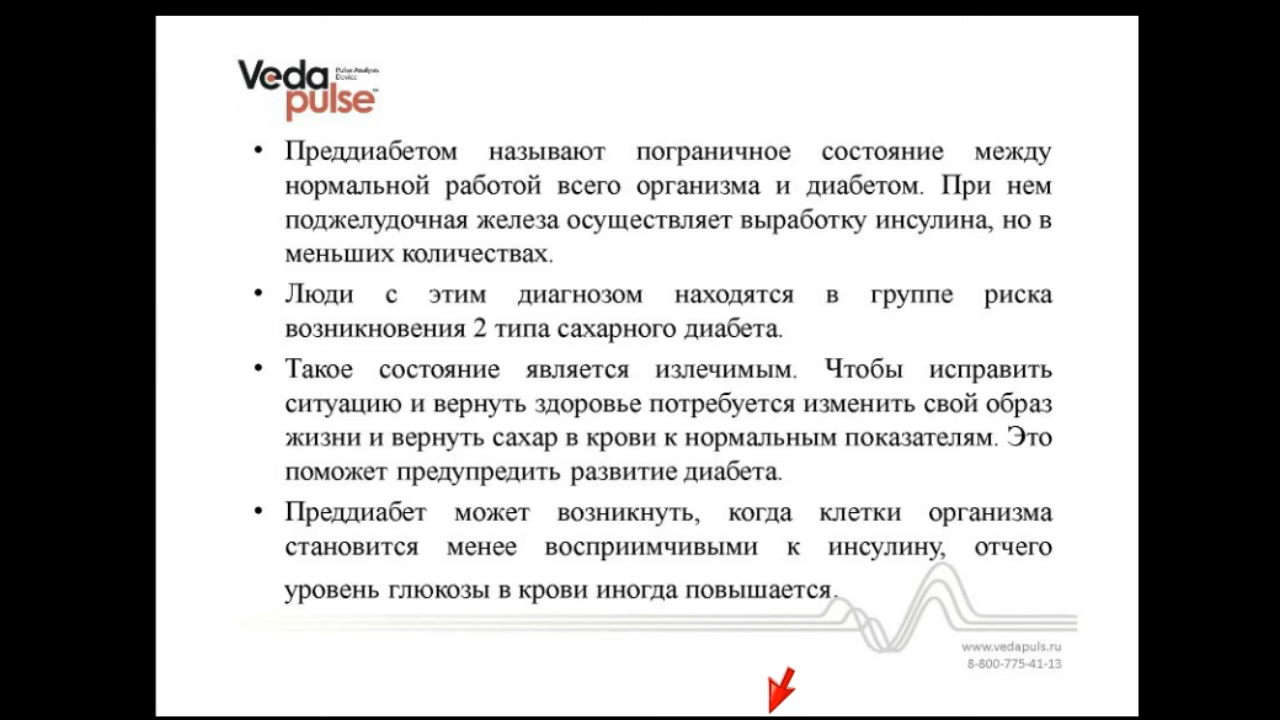 Veda
Pulse Analysis
Device
pulse™
• Преддиабетом называют пограничное состояние между
нормальной работой всего организма и диабетом. При нем
поджелудочная железа осуществляет выработку инсулина, но в
меньших количествах.
• Люди с этим диагнозом находятся в группе риска
возникновения 2 типа сахарного диабета.
• Такое состояние является излечимым. Чтобы исправить
ситуацию и вернуть здоровье потребуется изменить свой образ
жизни и вернуть сахар в крови к нормальным показателям. Это
поможет предупредить развитие диабета.
• Преддиабет может возникнуть, когда клетки организма
становится менее восприимчивыми к инсулину, отчего
уровень глюкозы в крови иногда повышается.
www.vedapuls.ru
8-800-775-41-13